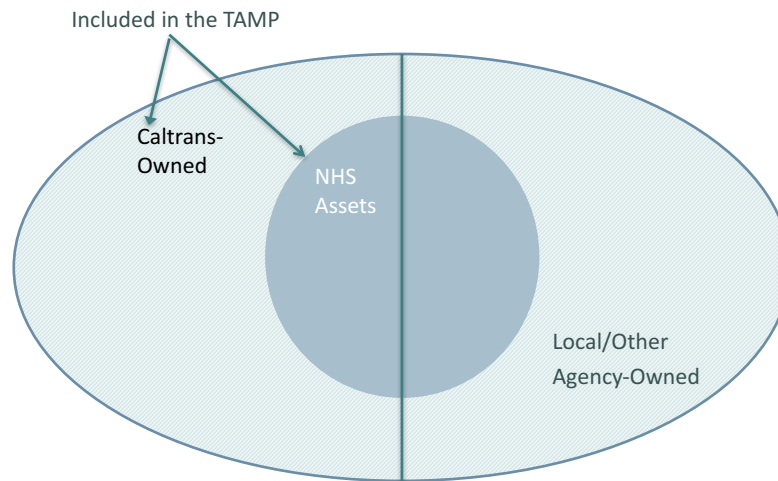 Included in the TAMP
Caltrans-
Owned
NHS
Assets
Local/Other
Agency-Owned